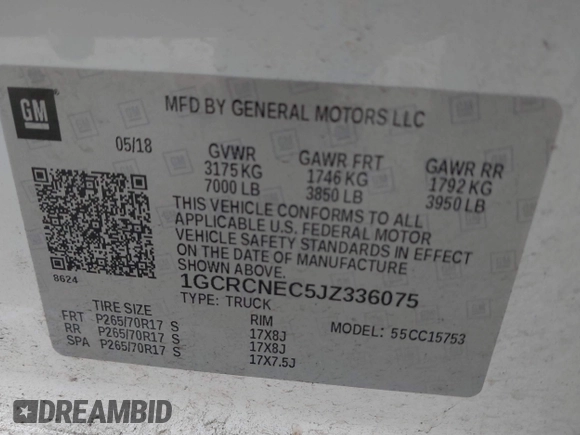 GM
MFD BY GENERAL MOTORS LLC
05/18
GVWR GAWR FRT GAWR RR
3175 KG 1746 KG 1792 KG
7000 LB 3850 LB 3950 LB
THIS VEHICLE CONFORMS TO ALL
APPLICABLE U.S. FEDERAL MOTOR
VEHICLE SAFETY STANDARDS IN EFFECT
ON THE DATE OF MANUFACTURE
SHOWN ABOVE.
8624
1GCRCNEC5JZ336075
TYPE: TRUCK
TIRE SIZE RIM MODEL: 55CC15753
FRT P265/70R17 S 17X8J
RR P265/70R17 S 17X8J
SPA P265/70R17 S 17X7.5J
DREAMBID